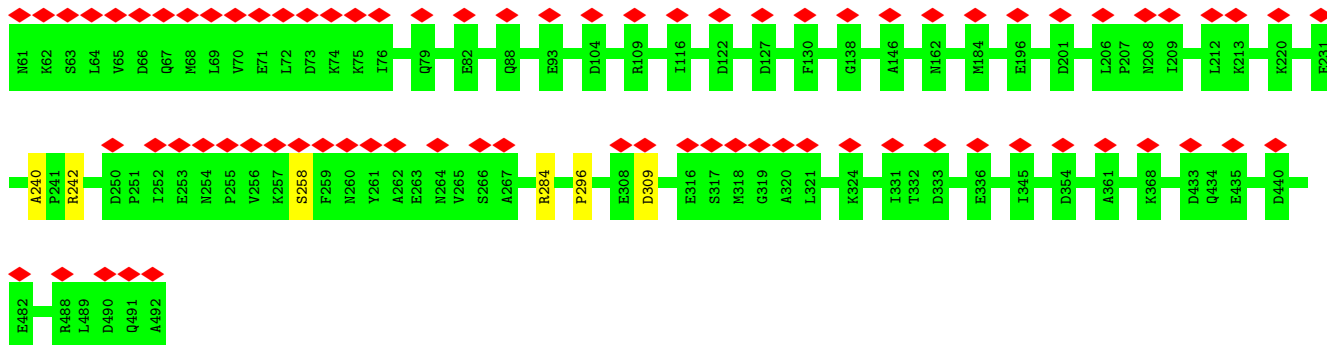 N61 K62 S63 L64 V65 D66 Q67 M68 L69 V70 E71 L72 D73 K74 K75 I76 Q79 E82 Q88 E93 D104 R109 I116 D122 D127 F130 G138 A146 N162 M184 E196 D201 L206 P207 N208 I209 L212 K213 K220 E231
A240 P241 R242 D250 P251 I252 E253 N254 P255 V256 K257 S258 F259 N260 Y261 A262 E263 N264 V265 S266 A267 R284 P296 E308 D309 E316 S317 M318 G319 A320 L321 K324 I331 T332 D333 E336 I345 D354 A361 K368 D433 Q434 E435 D440
E482 R488 L489 D490 Q491 A492